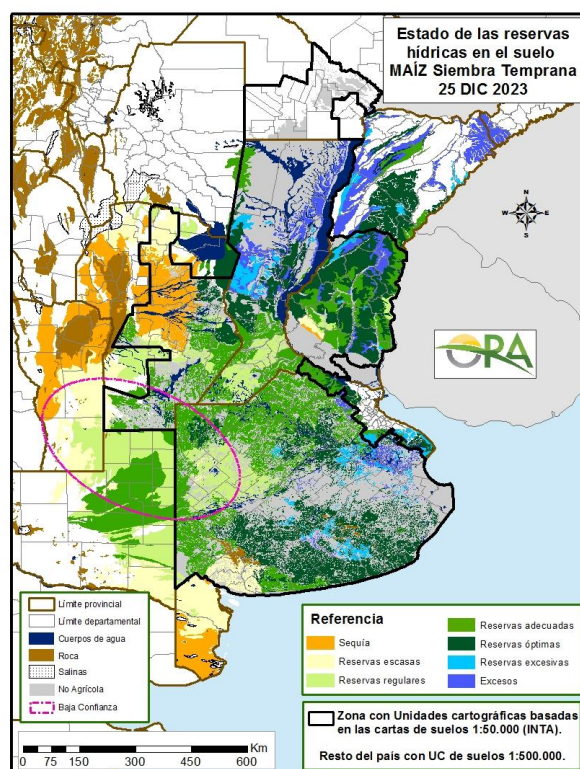 Estado de las reservas
hídricas en el suelo
MAÍZ Siembra Temprana
25 DIC 2023
N
W
E
S
ORA
Límite provincial
Límite departamental
Cuerpos de agua
Roca
Salinas
No Agrícola
Baja Confianza
Referencia
Sequía
Reservas escasas
Reservas regulares
Reservas adecuadas
Reservas óptimas
Reservas excesivas
Excesos
Zona con Unidades cartográficas basadas
en las cartas de suelos 1:50.000 (INTA).
Resto del país con UC de suelos 1:500.000.
Km
0 75 150 300 450 600